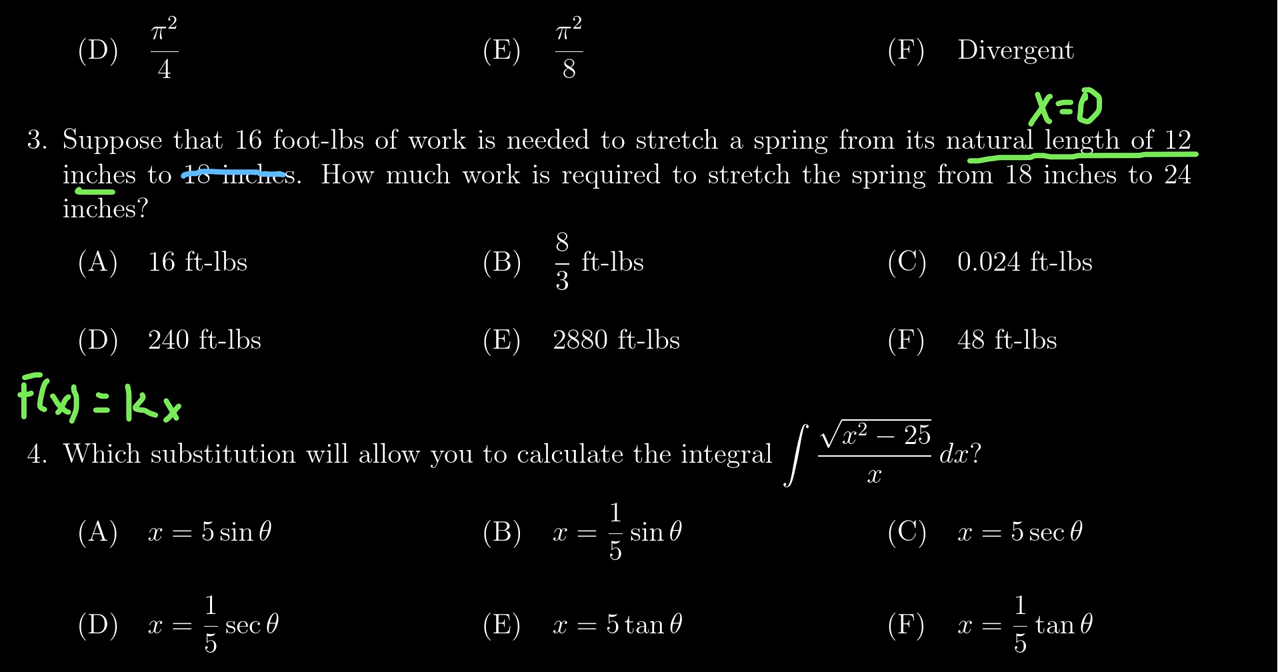 (D) π²/4 (E) π²/8 (F) Divergent
x=0
3. Suppose that 16 foot-lbs of work is needed to stretch a spring from its natural length of 12
inches to 18 inches. How much work is required to stretch the spring from 18 inches to 24
inches?
(A) 16 ft-lbs (B) 8/3 ft-lbs (C) 0.024 ft-lbs
(D) 240 ft-lbs (E) 2880 ft-lbs (F) 48 ft-lbs
F(x) = kx
4. Which substitution will allow you to calculate the integral ∫ √(x² − 25)/x dx?
(A) x = 5 sin θ (B) x = 1/5 sin θ (C) x = 5 sec θ
(D) x = 1/5 sec θ (E) x = 5 tan θ (F) x = 1/5 tan θ